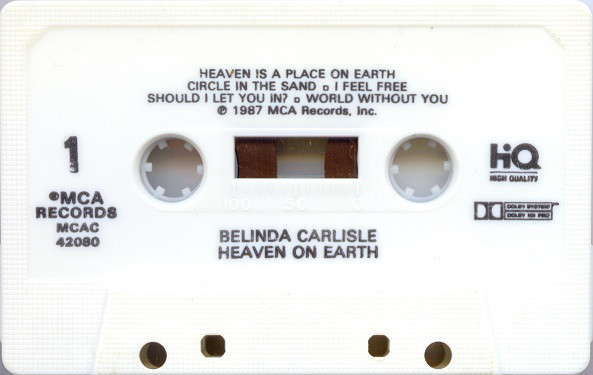 HEAVEN IS A PLACE ON EARTH
CIRCLE IN THE SAND ▫ I FEEL FREE
SHOULD I LET YOU IN? ▫ WORLD WITHOUT YOU
℗ 1987 MCA Records, Inc.
1
HiQ
HIGH QUALITY
®MCA
RECORDS
MCAC
42080
DOLBY SYSTEM
DOLBY HX PRO
100 50 0
BELINDA CARLISLE
HEAVEN ON EARTH